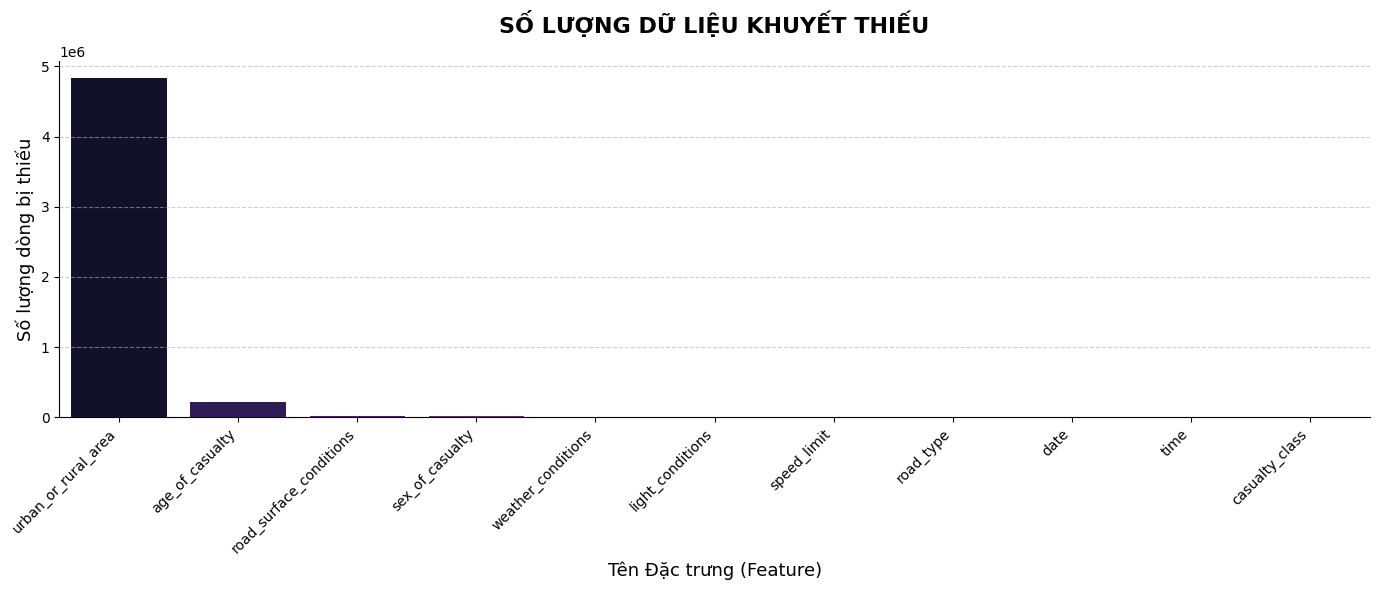 SỐ LƯỢNG DỮ LIỆU KHUYẾT THIẾU
1e6
5
4
3
2
1
0
Số lượng dòng bị thiếu
urban_or_rural_area
age_of_casualty
road_surface_conditions
sex_of_casualty
weather_conditions
light_conditions
speed_limit
road_type
date
time
casualty_class
Tên Đặc trưng (Feature)